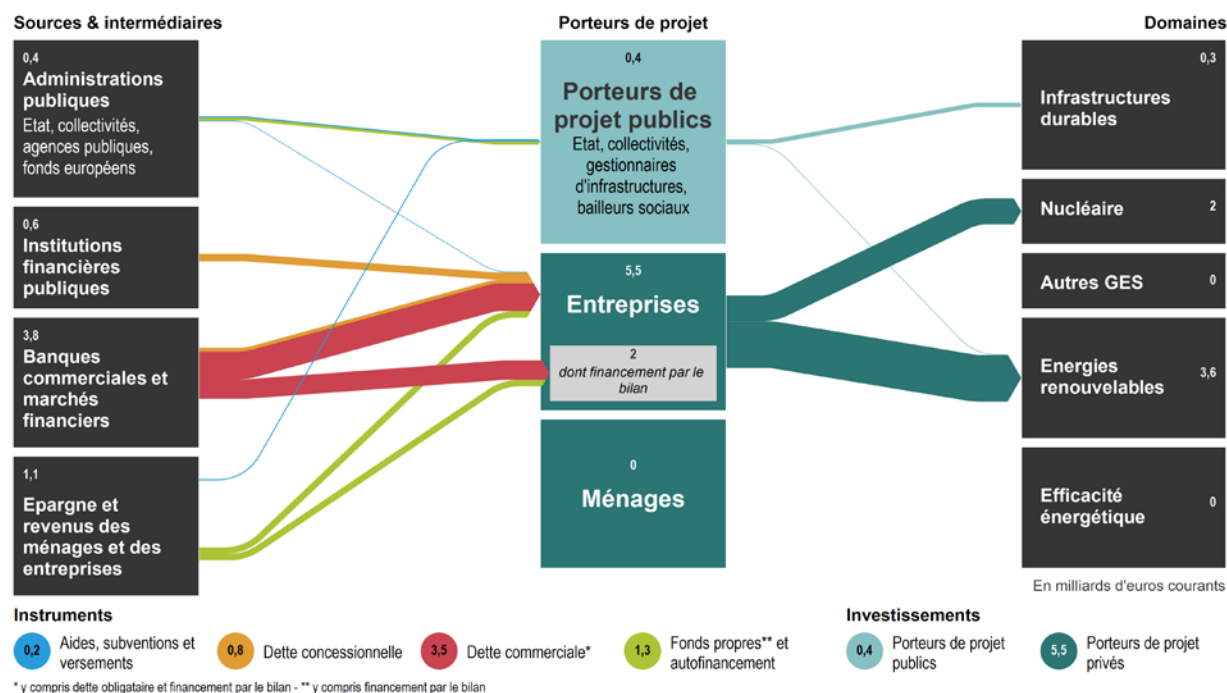 Sources & intermédiaires
Porteurs de projet
Domaines
0,4
Administrations
publiques
Etat, collectivités,
agences publiques,
fonds européens
0,6
Institutions
financières
publiques
3,8
Banques
commerciales et
marchés
financiers
1,1
Epargne et
revenus des
ménages et des
entreprises
0,4
Porteurs de
projet publics
Etat, collectivités,
gestionnaires
d'infrastructures,
bailleurs sociaux
5,5
Entreprises
2
dont financement par le
bilan
0
Ménages
0,3
Infrastructures
durables
Nucléaire 2
Autres GES 0
Energies
renouvelables
3,6
Efficacité
énergétique
0
En milliards d'euros courants
Instruments
0,2 Aides, subventions et
versements
0,8 Dette concessionnelle
3,5 Dette commerciale*
1,3 Fonds propres** et
autofinancement
Investissements
0,4 Porteurs de projet
publics
5,5 Porteurs de projet
privés
* y compris dette obligataire et financement par le bilan - ** y compris financement par le bilan